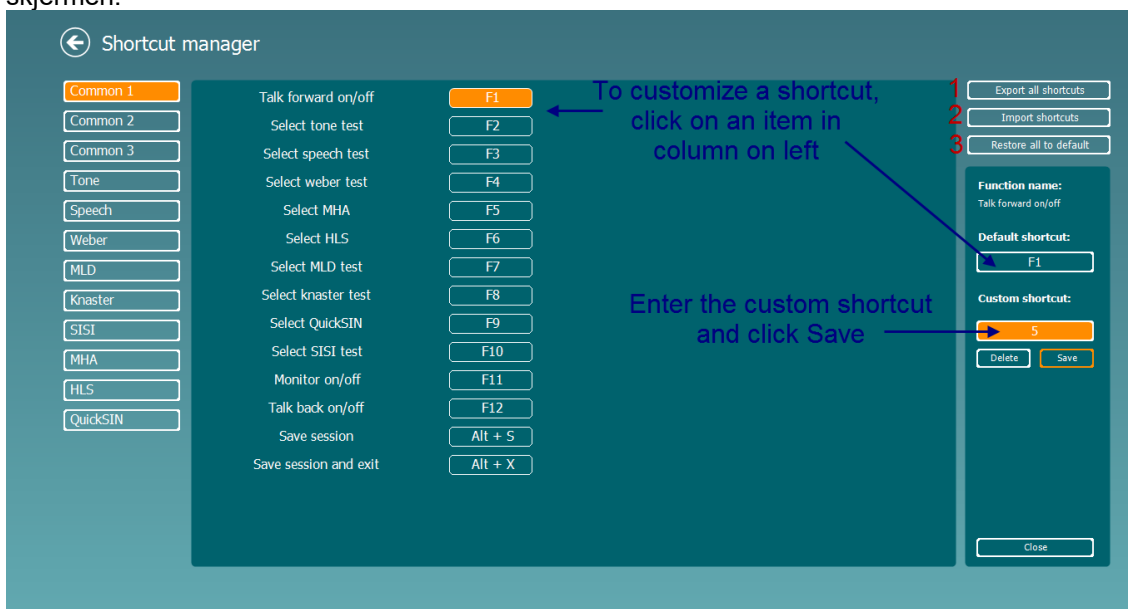 skjermen.
Shortcut manager
Common 1
Common 2
Common 3
Tone
Speech
Weber
MLD
Knaster
SISI
MHA
HLS
QuickSIN
Talk forward on/off F1
Select tone test F2
Select speech test F3
Select weber test F4
Select MHA F5
Select HLS F6
Select MLD test F7
Select knaster test F8
Select QuickSIN F9
Select SISI test F10
Monitor on/off F11
Talk back on/off F12
Save session Alt + S
Save session and exit Alt + X
To customize a shortcut,
click on an item in
column on left
Enter the custom shortcut
and click Save
1 Export all shortcuts
2 Import shortcuts
3 Restore all to default
Function name:
Talk forward on/off
Default shortcut:
F1
Custom shortcut:
5
Delete Save
Close